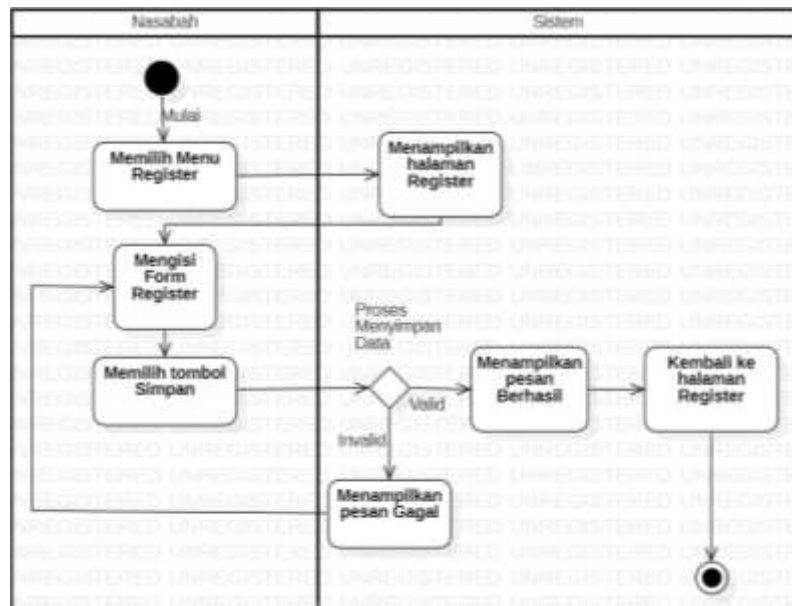 Nasabah
Sistem
Mulai
Memilih Menu
Register
Menampilkan
halaman
Register
Mengisi
Form
Register
Proses
Menyimpan
Data
Memilih tombol
Simpan
Valid
Menampilkan
pesan
Berhasil
Kembali ke
halaman
Register
Invalid
Menampilkan
pesan Gagal
UNREGISTERED